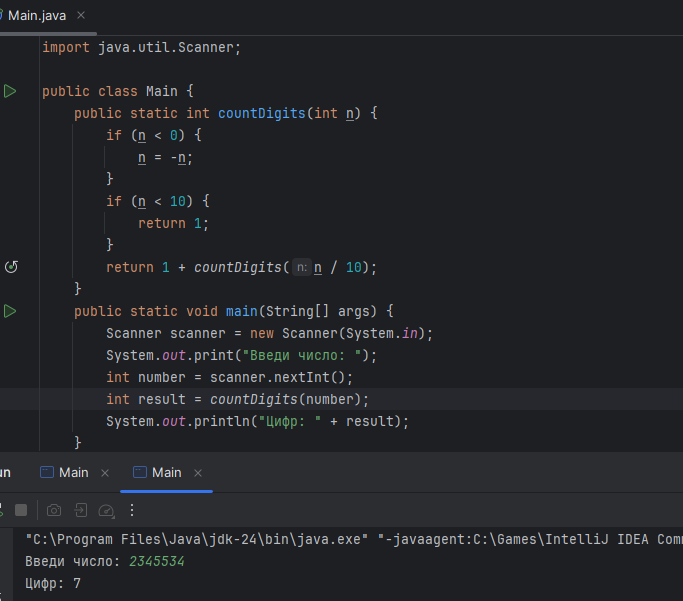 Main.java
import java.util.Scanner;
public class Main {
public static int countDigits(int n) {
if (n < 0) {
n = -n;
}
if (n < 10) {
return 1;
}
return 1 + countDigits( n: n / 10);
}
public static void main(String[] args) {
Scanner scanner = new Scanner(System.in);
System.out.print("Введи число: ");
int number = scanner.nextInt();
int result = countDigits(number);
System.out.println("Цифр: " + result);
}
un Main Main
"C:\Program Files\Java\jdk-24\bin\java.exe" "-javaagent:C:\Games\IntelliJ IDEA Com
Введи число: 2345534
Цифр: 7